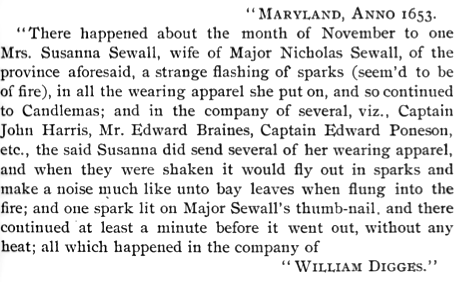 "MARYLAND, ANNO 1653.
"There happened about the month of November to one
Mrs. Susanna Sewall, wife of Major Nicholas Sewall, of
the province aforesaid, a strange flashing of sparks (seem'd to be
of fire), in all the wearing apparel she put on, and so continued
to Candlemas; and in the company of several, viz., Captain
John Harris, Mr. Edward Braines, Captain Edward Poneson,
etc., the said Susanna did send several of her wearing apparel,
and when they were shaken it would fly out in sparks and
make a noise much like unto bay leaves when flung into the
fire; and one spark lit on Major Sewall's thumb-nail. and there
continued at least a minute before it went out, without any
heat; all which happened in the company of
"WILLIAM DIGGES."